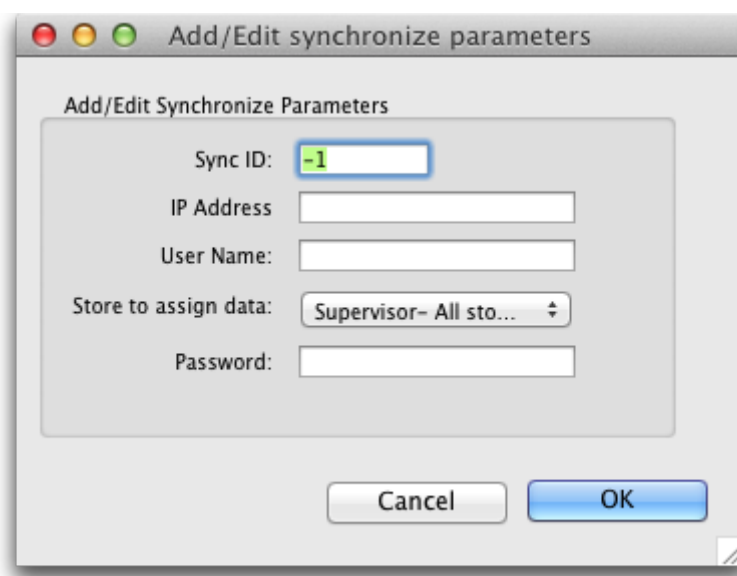 Add/Edit synchronize parameters
Add/Edit Synchronize Parameters
Sync ID: -1
IP Address
User Name:
Store to assign data: Supervisor- All sto...
Password:
Cancel OK